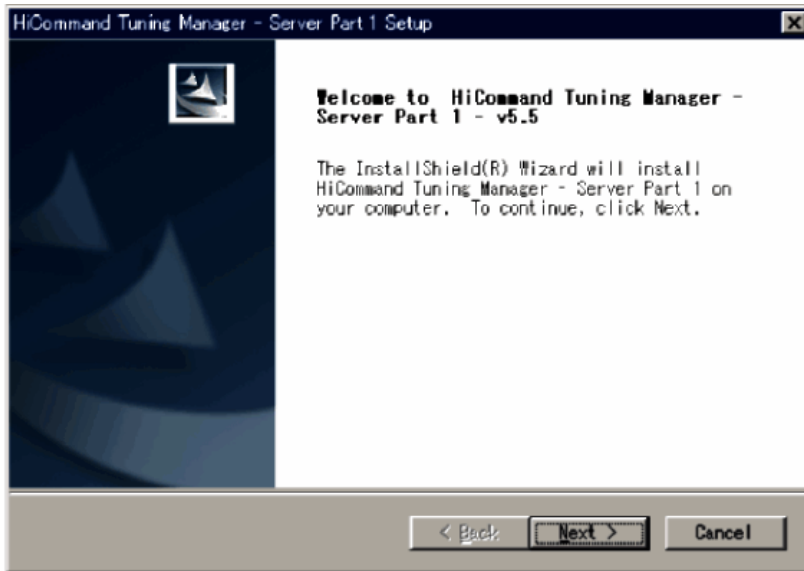 HiCommand Tuning Manager - Server Part 1 Setup
Welcome to HiCommand Tuning Manager -
Server Part 1 - v5.5
The InstallShield(R) Wizard will install
HiCommand Tuning Manager - Server Part 1 on
your computer. To continue, click Next.
< Back Next > Cancel